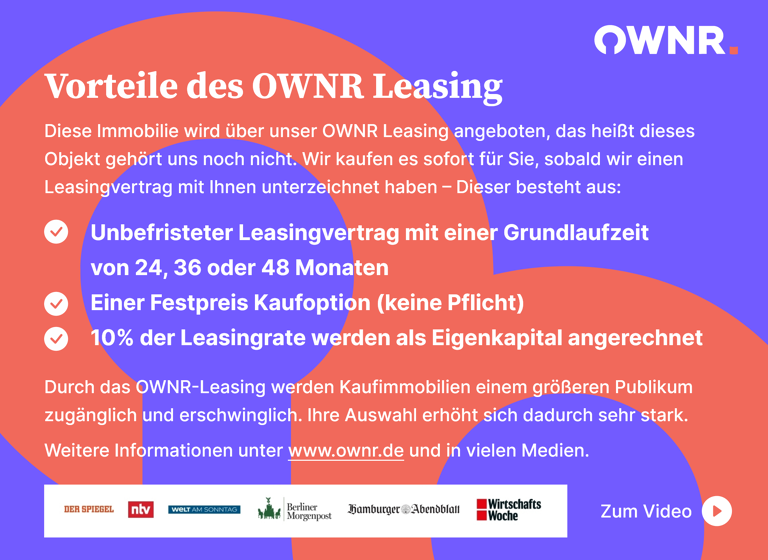 OWNR.
Vorteile des OWNR Leasing
Diese Immobilie wird über unser OWNR Leasing angeboten, das heißt dieses
Objekt gehört uns noch nicht. Wir kaufen es sofort für Sie, sobald wir einen
Leasingvertrag mit Ihnen unterzeichnet haben – Dieser besteht aus:
Unbefristeter Leasingvertrag mit einer Grundlaufzeit
von 24, 36 oder 48 Monaten
Einer Festpreis Kaufoption (keine Pflicht)
10% der Leasingrate werden als Eigenkapital angerechnet
Durch das OWNR-Leasing werden Kaufimmobilien einem größeren Publikum
zugänglich und erschwinglich. Ihre Auswahl erhöht sich dadurch sehr stark.
Weitere Informationen unter www.ownr.de und in vielen Medien.
DER SPIEGEL
ntv
WELT AM SONNTAG
Berliner
Morgenpost
Hamburger Abendblatt
Wirtschafts
Woche
Zum Video